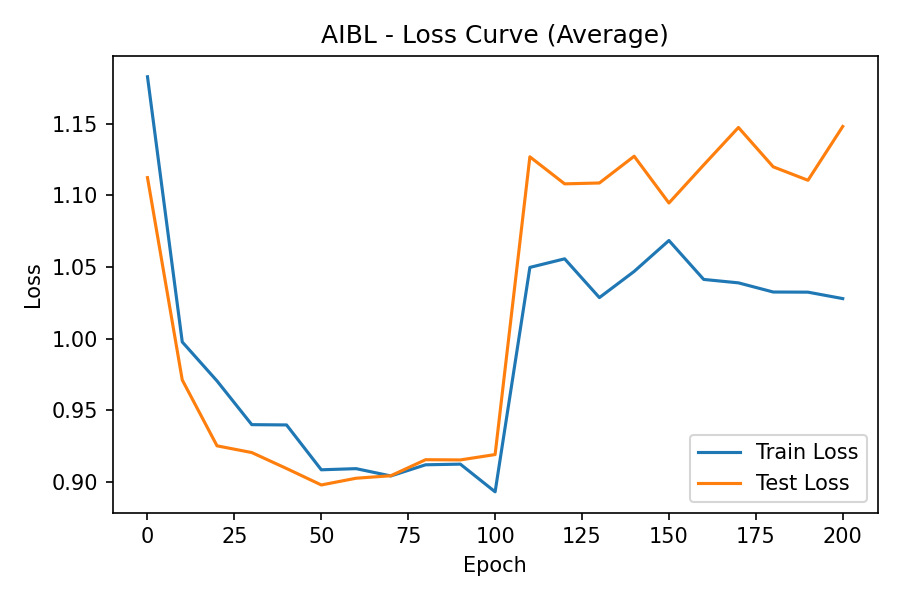 AIBL - Loss Curve (Average)
Loss
1.15
1.10
1.05
1.00
0.95
0.90
Train Loss
Test Loss
0 25 50 75 100 125 150 175 200
Epoch